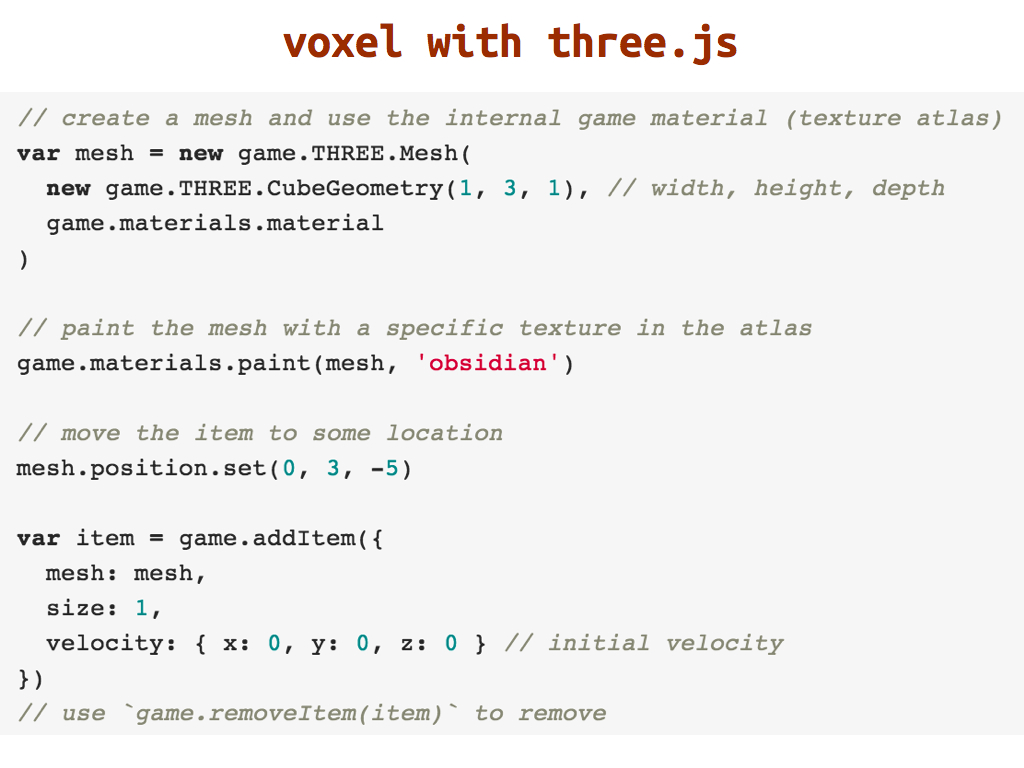 voxel with three.js
// create a mesh and use the internal game material (texture atlas)
var mesh = new game.THREE.Mesh(
  new game.THREE.CubeGeometry(1, 3, 1), // width, height, depth
  game.materials.material
)
// paint the mesh with a specific texture in the atlas
game.materials.paint(mesh, 'obsidian')
// move the item to some location
mesh.position.set(0, 3, -5)
var item = game.addItem({
  mesh: mesh,
  size: 1,
  velocity: { x: 0, y: 0, z: 0 } // initial velocity
})
// use `game.removeItem(item)` to remove